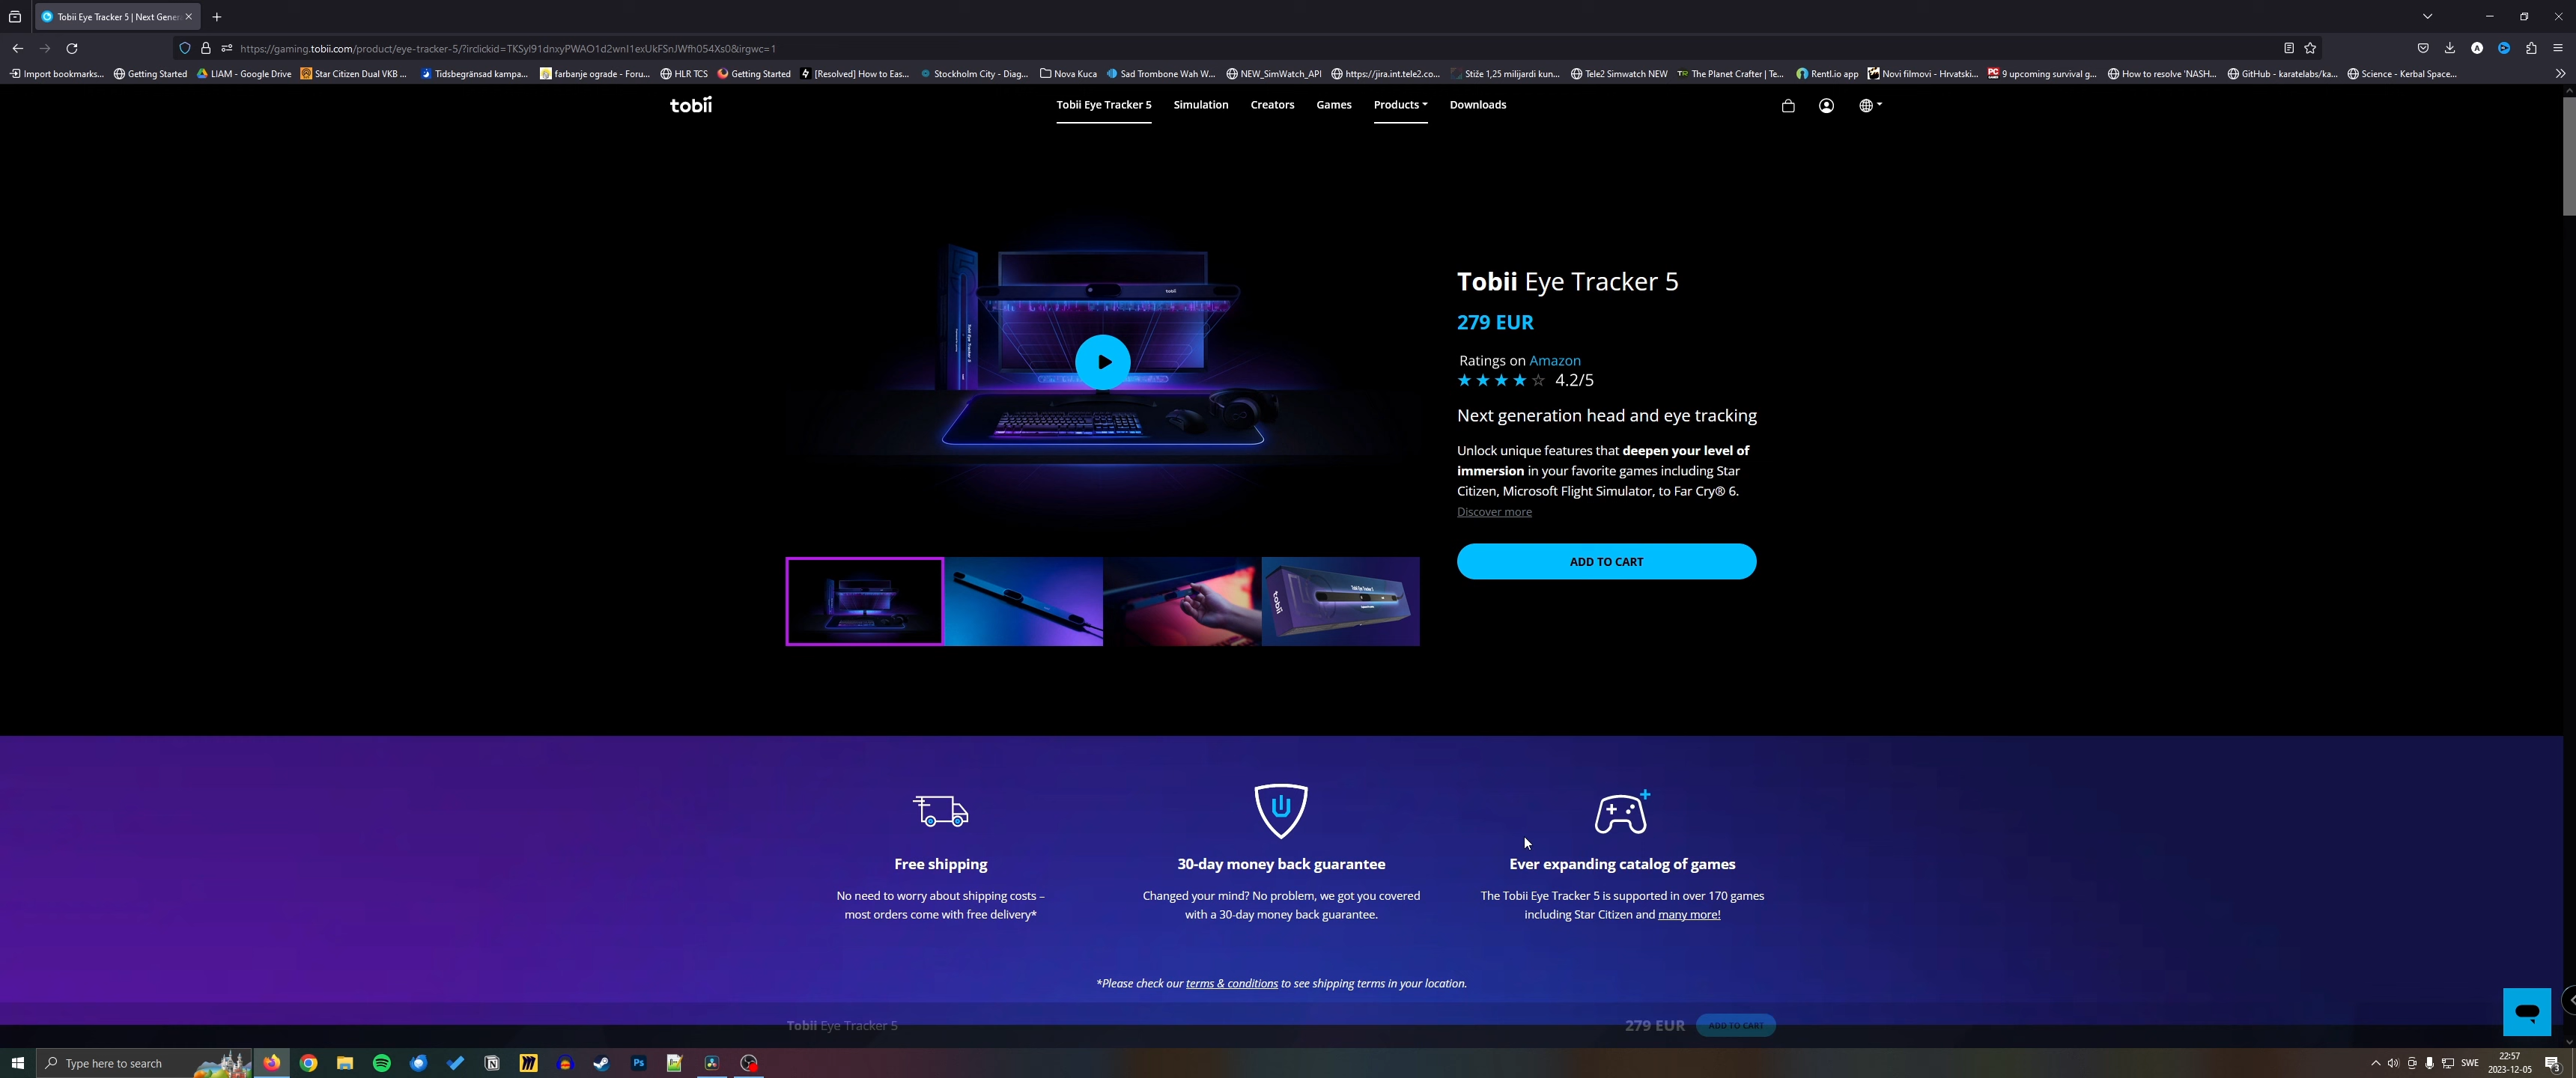 Tobii Eye Tracker 5 | Next Gener
https://gaming.tobii.com/product/eye-tracker-5/?irclickid=TKSyI91dnxyPWAO1d2wnI1exUkFSnJWfh054Xs0&irgwc=1
Import bookmarks... Getting Started LIAM - Google Drive Star Citizen Dual VKB ... Tidsbegränsad kampa... farbanje ograde - Foru... HLR TCS Getting Started [Resolved] How to Eas... Stockholm City - Diag... Nova Kuca Sad Trombone Wah W... NEW_SimWatch_API https://jira.int.tele2.co... Stiže 1,25 milijardi kun... Tele2 Simwatch NEW The Planet Crafter | Te... Rentl.io app Novi filmovi - Hrvatski... 9 upcoming survival g... How to resolve 'NASH... GitHub - karatelabs/ka... Science - Kerbal Space...
tobii
Tobii Eye Tracker 5 Simulation Creators Games Products Downloads
Tobii Eye Tracker 5
279 EUR
Ratings on Amazon
4.2/5
Next generation head and eye tracking
Unlock unique features that deepen your level of
immersion in your favorite games including Star
Citizen, Microsoft Flight Simulator, to Far Cry® 6.
Discover more
ADD TO CART
tobii
Tobii Eye Tracker 5
Free shipping
No need to worry about shipping costs –
most orders come with free delivery*
30-day money back guarantee
Changed your mind? No problem, we got you covered
with a 30-day money back guarantee.
Ever expanding catalog of games
The Tobii Eye Tracker 5 is supported in over 170 games
including Star Citizen and many more!
*Please check our terms & conditions to see shipping terms in your location.
Tobii Eye Tracker 5 279 EUR ADD TO CART
Type here to search
Ps
SWE
22:57
2023-12-05
3